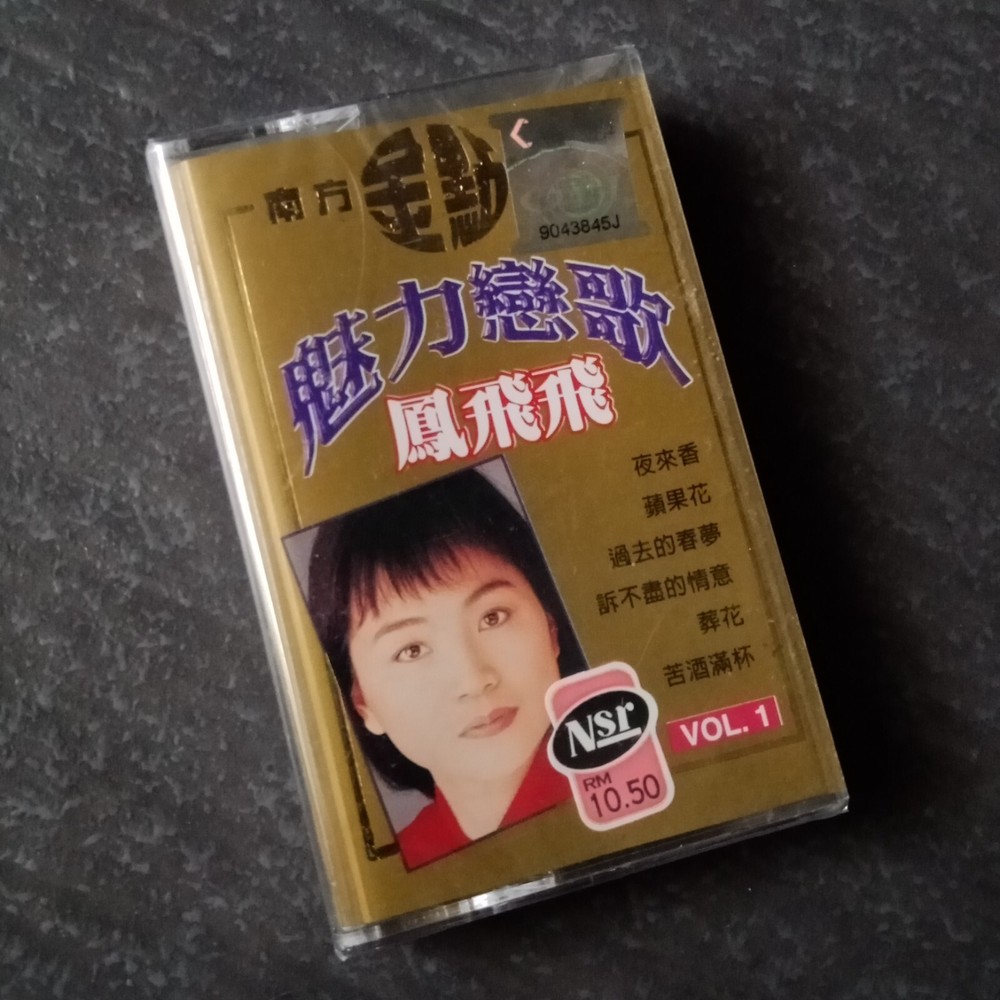 南方金點
9043845J
魅力戀歌
鳳飛飛
夜來香
蘋果花
過去的春夢
訴不盡的情意
葬花
苦酒滿杯
VOL. 1
Nsr
RM
10.50